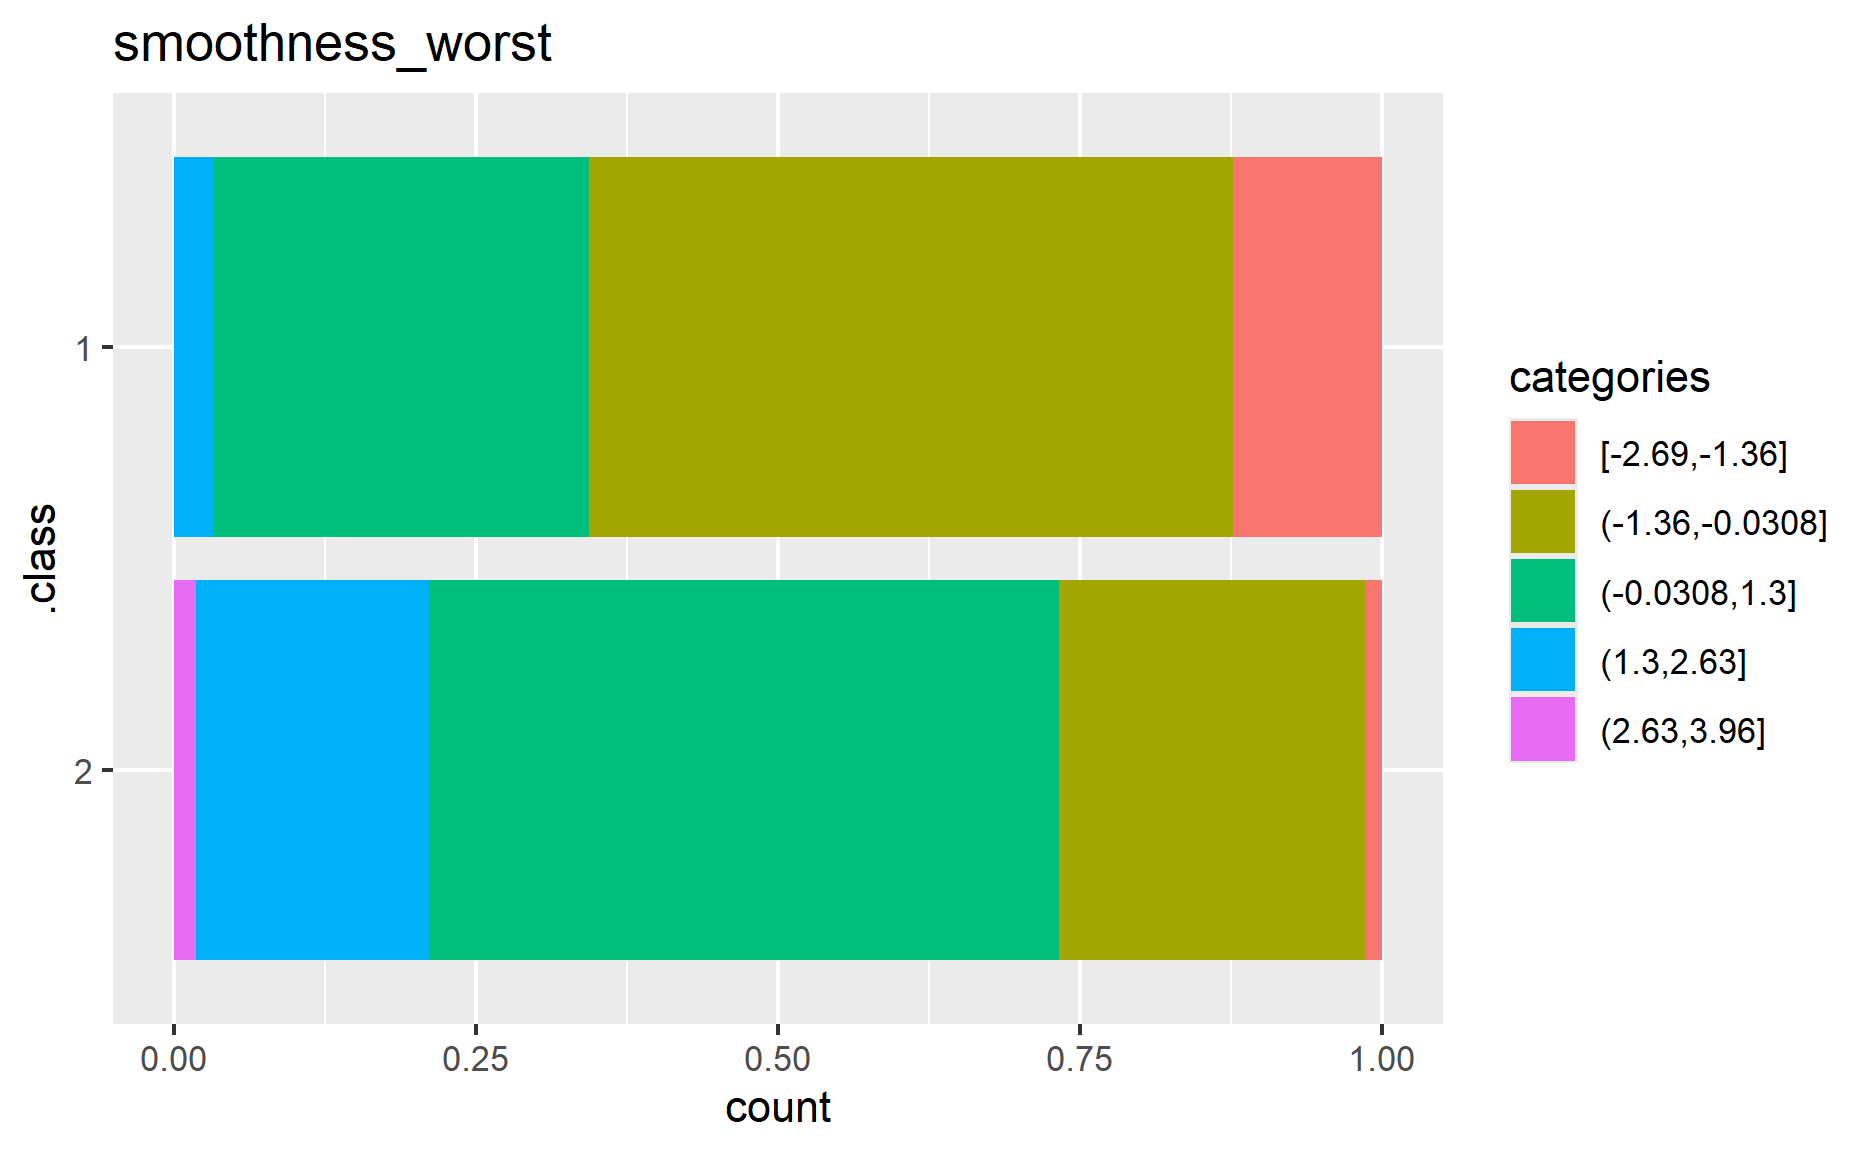 smoothness_worst
.class
1
2
0.00 0.25 0.50 0.75 1.00
count
categories
[-2.69,-1.36]
(-1.36,-0.0308]
(-0.0308,1.3]
(1.3,2.63]
(2.63,3.96]